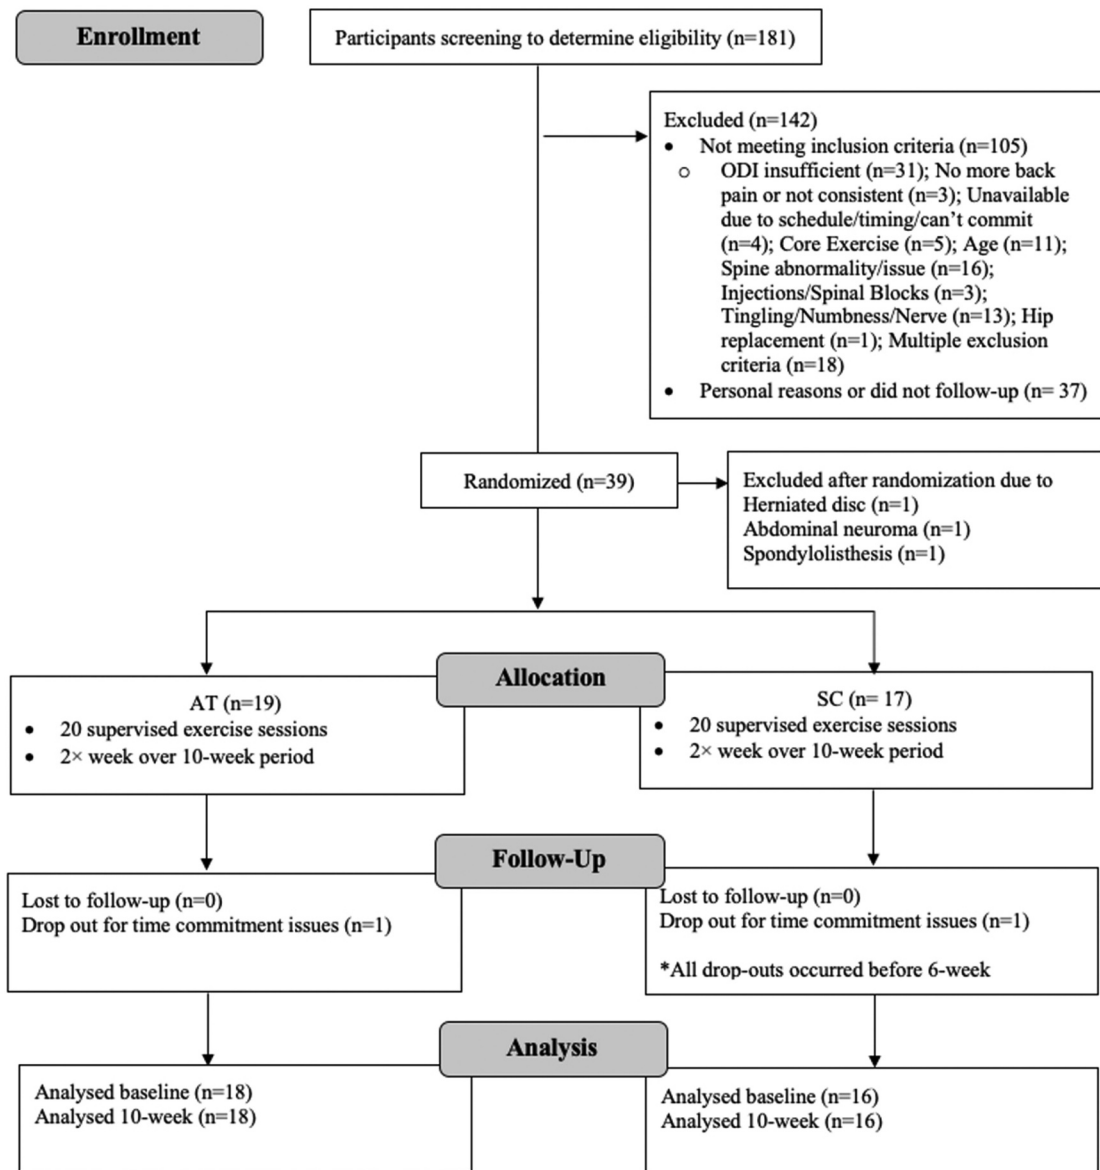 Enrollment
Participants screening to determine eligibility (n=181)
Excluded (n=142)
• Not meeting inclusion criteria (n=105)
o ODI insufficient (n=31); No more back
pain or not consistent (n=3); Unavailable
due to schedule/timing/can’t commit
(n=4); Core Exercise (n=5); Age (n=11);
Spine abnormality/issue (n=16);
Injections/Spinal Blocks (n=3);
Tingling/Numbness/Nerve (n=13); Hip
replacement (n=1); Multiple exclusion
criteria (n=18)
• Personal reasons or did not follow-up (n= 37)
Randomized (n=39)
Excluded after randomization due to
Herniated disc (n=1)
Abdominal neuroma (n=1)
Spondylolisthesis (n=1)
Allocation
AT (n=19)
• 20 supervised exercise sessions
• 2× week over 10-week period
SC (n= 17)
• 20 supervised exercise sessions
• 2× week over 10-week period
Follow-Up
Lost to follow-up (n=0)
Drop out for time commitment issues (n=1)
Lost to follow-up (n=0)
Drop out for time commitment issues (n=1)
*All drop-outs occurred before 6-week
Analysis
Analysed baseline (n=18)
Analysed 10-week (n=18)
Analysed baseline (n=16)
Analysed 10-week (n=16)